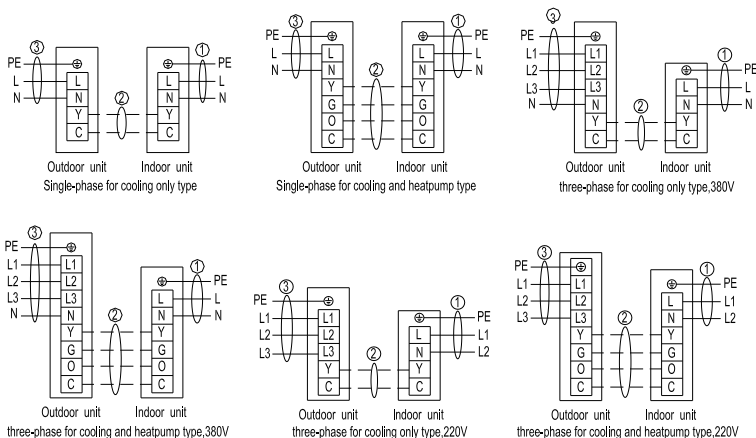 ③
①
PE
L
N
L
N
Y
C
②
L
N
Y
C
PE
L
N
Outdoor unit
Indoor unit
Single-phase for cooling only type
③
①
PE
L
N
L
N
Y
G
O
C
②
L
N
Y
G
O
C
PE
L
N
Outdoor unit
Indoor unit
Single-phase for cooling and heatpump type
③
①
PE
L1
L2
L3
N
L1
L2
L3
N
Y
C
②
L
N
Y
C
PE
L
N
Outdoor unit
Indoor unit
three-phase for cooling only type,380V
③
①
PE
L1
L2
L3
N
L1
L2
L3
N
Y
G
O
C
②
L
N
Y
G
O
C
PE
L
N
Outdoor unit
Indoor unit
three-phase for cooling and heatpump type,380V
③
①
PE
L1
L2
L3
L1
L2
L3
Y
C
②
L
N
Y
C
PE
L1
L2
Outdoor unit
Indoor unit
three-phase for cooling only type,220V
③
①
PE
L1
L2
L3
L1
L2
L3
Y
G
O
C
②
L
N
Y
G
O
C
PE
L1
L2
Outdoor unit
Indoor unit
three-phase for cooling and heatpump type,220V